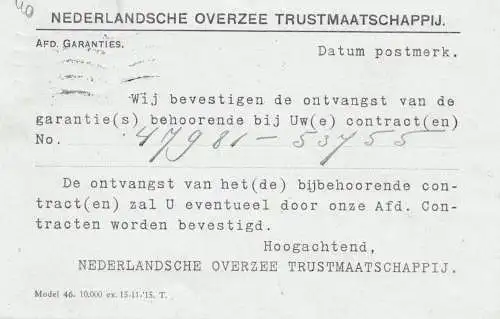 NEDERLANDSCHE OVERZEE TRUSTMAATSCHAPPIJ.
AFD. GARANTIES.
Datum postmerk.
Wij bevestigen de ontvangst van de
garantie(s) behoorende bij Uw(e) contract(en)
No. 47981-53755
De ontvangst van het(de) bijbehoorende con-
tract(en) zal U eventueel door onze Afd. Con-
tracten worden bevestigd.
Hoogachtend,
NEDERLANDSCHE OVERZEE TRUSTMAATSCHAPPIJ.
Model 46. 10.000 ex. 15-11-'15. T.